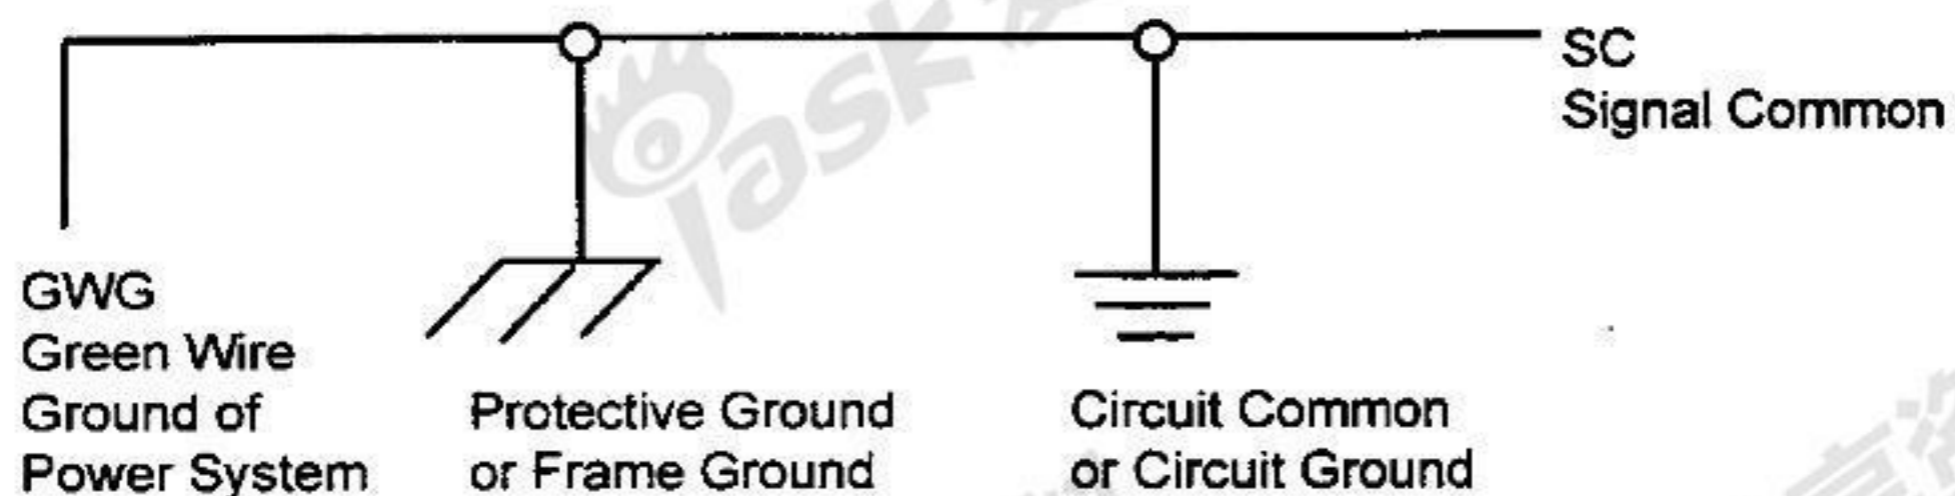 SC
Signal Common
GWG
Green Wire
Ground of
Power System
Protective Ground
or Frame Ground
Circuit Common
or Circuit Ground
iask